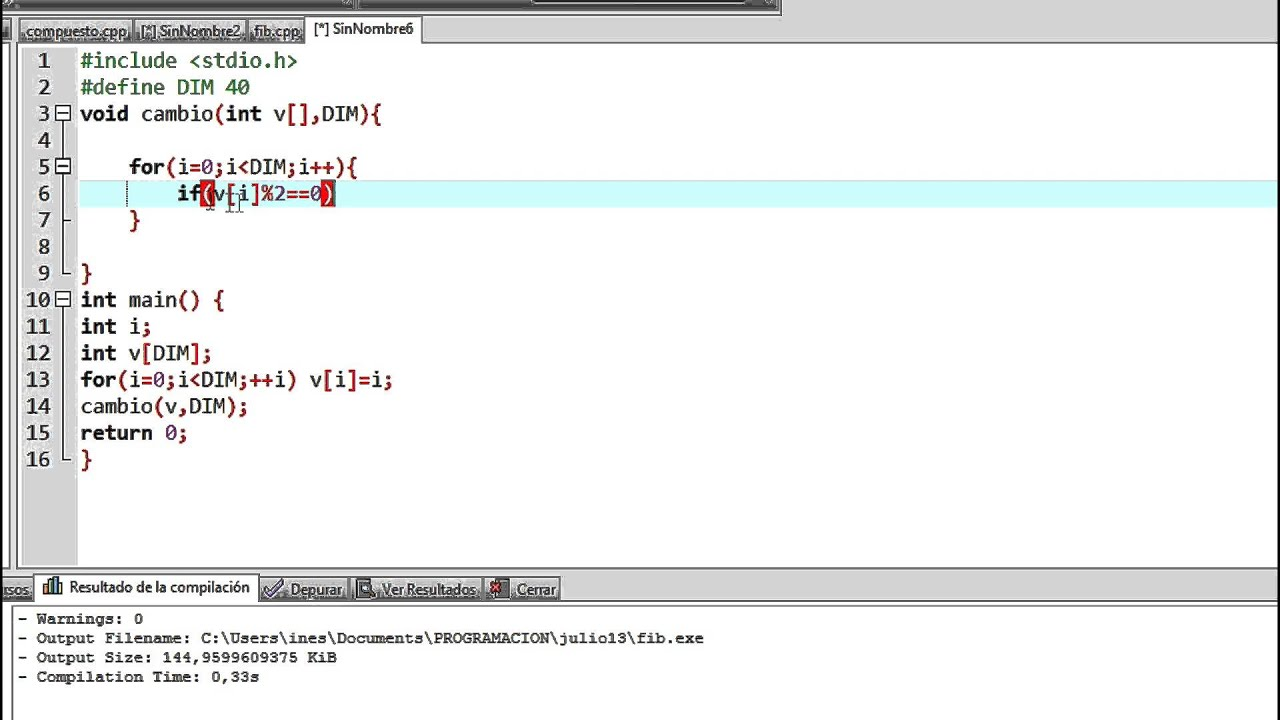 compuesto.cpp [*] SinNombre2 fib.cpp [*] SinNombre6
1 #include <stdio.h>
2 #define DIM 40
3 void cambio(int v[],DIM){
4
5 for(i=0;i<DIM;i++){
6 if(v[i]%2==0)
7 }
8
9 }
10 int main() {
11 int i;
12 int v[DIM];
13 for(i=0;i<DIM;++i) v[i]=i;
14 cambio(v,DIM);
15 return 0;
16 }
rsos Resultado de la compilación Depurar Ver Resultados Cerrar
- Warnings: 0
- Output Filename: C:\Users\ines\Documents\PROGRAMACION\julio13\fib.exe
- Output Size: 144,9599609375 KiB
- Compilation Time: 0,33s